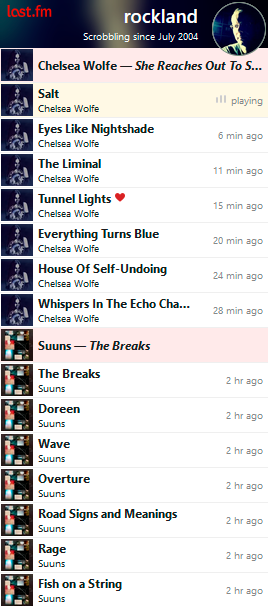 lost.fm
rockland
Scrobbling since July 2004
Chelsea Wolfe — She Reaches Out To S...
Salt
Chelsea Wolfe
playing
Eyes Like Nightshade
Chelsea Wolfe
6 min ago
The Liminal
Chelsea Wolfe
11 min ago
Tunnel Lights
Chelsea Wolfe
15 min ago
Everything Turns Blue
Chelsea Wolfe
20 min ago
House Of Self-Undoing
Chelsea Wolfe
24 min ago
Whispers In The Echo Cha...
Chelsea Wolfe
28 min ago
Suuns — The Breaks
The Breaks
Suuns
2 hr ago
Doreen
Suuns
2 hr ago
Wave
Suuns
2 hr ago
Overture
Suuns
2 hr ago
Road Signs and Meanings
Suuns
2 hr ago
Rage
Suuns
2 hr ago
Fish on a String
Suuns
2 hr ago